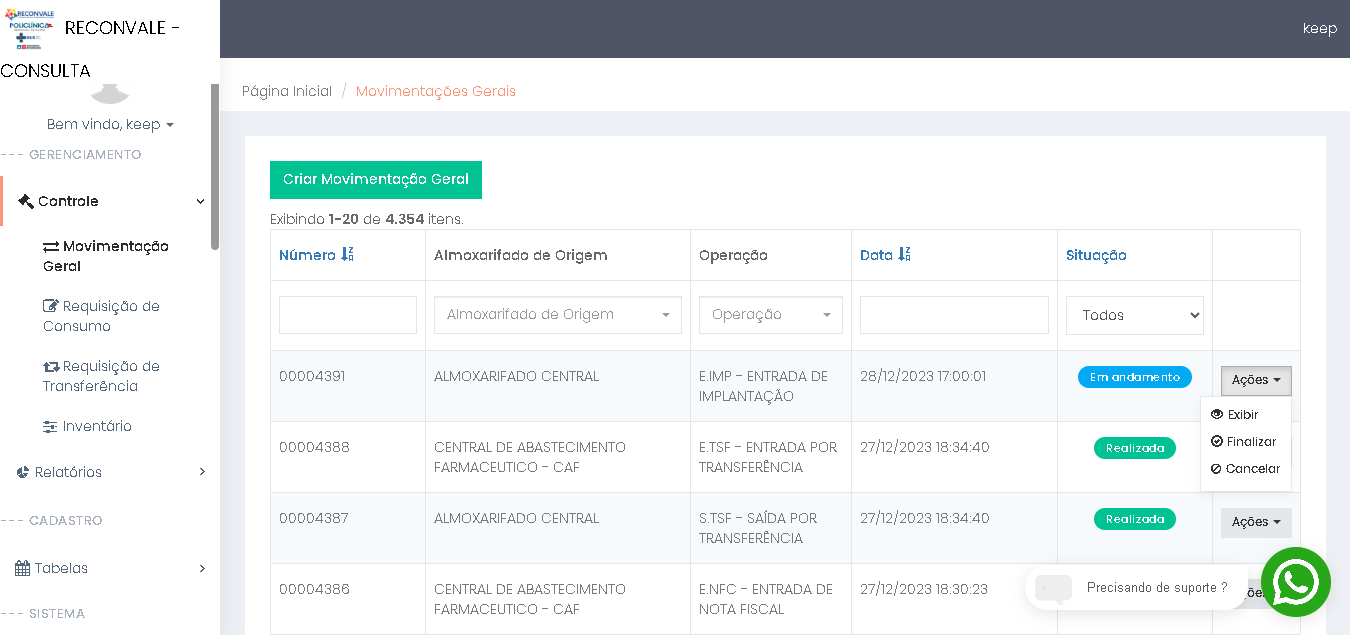 RECONVALE
POLICLÍNICA
RECONVALE -
CONSULTA
keep
Bem vindo, keep
--- GERENCIAMENTO
Controle
Movimentação
Geral
Requisição de
Consumo
Requisição de
Transferência
Inventário
Relatórios
--- CADASTRO
Tabelas
--- SISTEMA
Página Inicial / Movimentações Gerais
Criar Movimentação Geral
Exibindo 1-20 de 4.354 itens.
Número Almoxarifado de Origem Operação Data Situação
Almoxarifado de Origem Operação Todos
00004391 ALMOXARIFADO CENTRAL E.IMP - ENTRADA DE 28/12/2023 17:00:01 Em andamento Ações
IMPLANTAÇÃO
Exibir
Finalizar
Cancelar
00004388 CENTRAL DE ABASTECIMENTO E.TSF - ENTRADA POR 27/12/2023 18:34:40 Realizada
FARMACEUTICO - CAF TRANSFERÊNCIA
00004387 ALMOXARIFADO CENTRAL S.TSF - SAÍDA POR 27/12/2023 18:34:40 Realizada Ações
TRANSFERÊNCIA
00004386 CENTRAL DE ABASTECIMENTO E.NFC - ENTRADA DE 27/12/2023 18:30:23
FARMACEUTICO - CAF NOTA FISCAL
Precisando de suporte ?